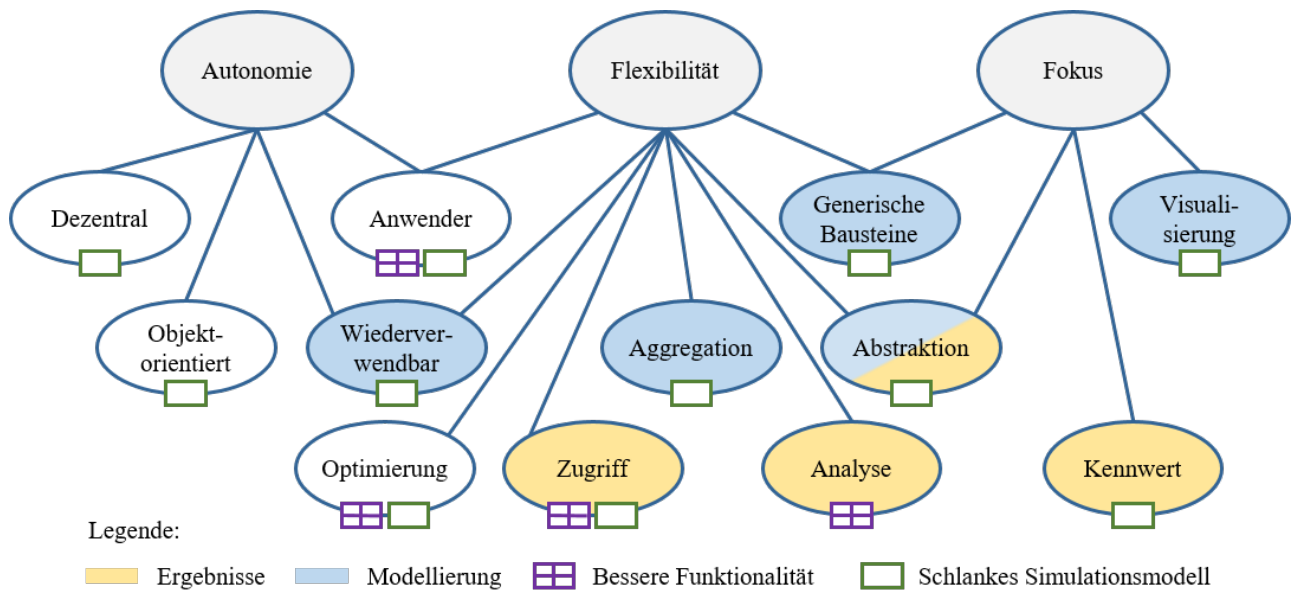 Autonomie
Flexibilität
Fokus
Dezentral
Anwender
Generische
Bausteine
Visuali-
sierung
Objekt-
orientiert
Wiederver-
wendbar
Aggregation
Abstraktion
Optimierung
Zugriff
Analyse
Kennwert
Legende:
Ergebnisse
Modellierung
Bessere Funktionalität
Schlankes Simulationsmodell